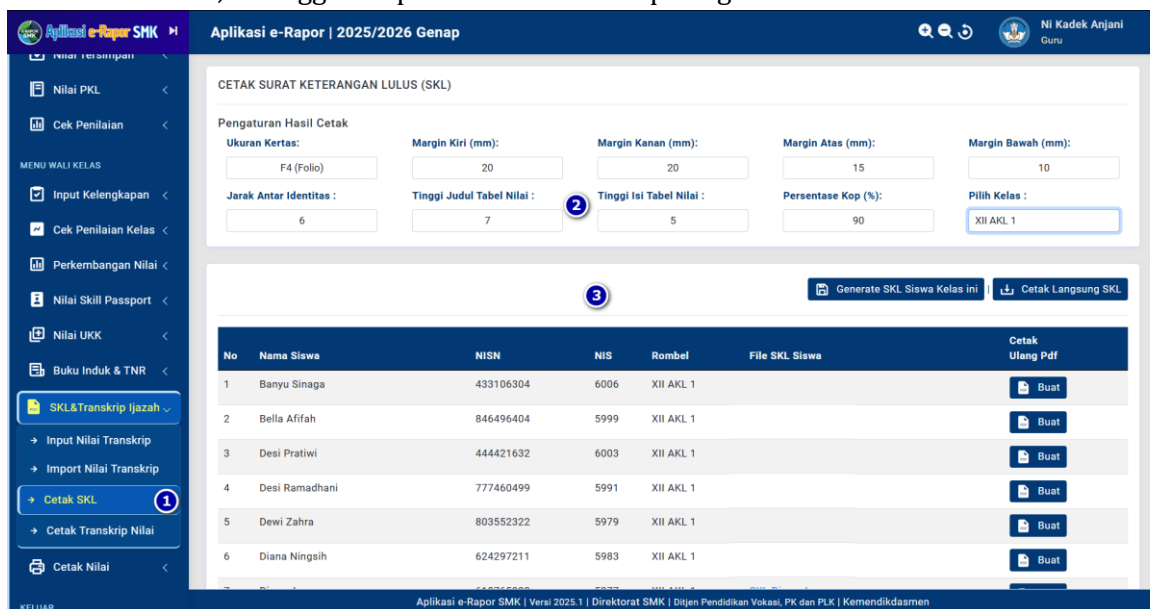 Aplikasi e-Rapor SMK
Aplikasi e-Rapor | 2025/2026 Genap
Ni Kadek Anjani
Guru
Nilai Tersimpan
Nilai PKL
Cek Penilaian
MENU WALI KELAS
Input Kelengkapan
Cek Penilaian Kelas
Perkembangan Nilai
Nilai Skill Passport
Nilai UKK
Buku Induk & TNR
SKL&Transkrip Ijazah
Input Nilai Transkrip
Import Nilai Transkrip
Cetak SKL 1
Cetak Transkrip Nilai
Cetak Nilai
KELUAR
CETAK SURAT KETERANGAN LULUS (SKL)
Pengaturan Hasil Cetak
Ukuran Kertas: Margin Kiri (mm): Margin Kanan (mm): Margin Atas (mm): Margin Bawah (mm):
F4 (Folio) 20 20 15 10
Jarak Antar Identitas : Tinggi Judul Tabel Nilai : 2 Tinggi Isi Tabel Nilai : Persentase Kop (%): Pilih Kelas :
6 7 5 90 XII AKL 1
3 Generate SKL Siswa Kelas ini | Cetak Langsung SKL
No Nama Siswa NISN NIS Rombel File SKL Siswa Cetak Ulang Pdf
1 Banyu Sinaga 433106304 6006 XII AKL 1 Buat
2 Bella Afifah 846496404 5999 XII AKL 1 Buat
3 Desi Pratiwi 444421632 6003 XII AKL 1 Buat
4 Desi Ramadhani 777460499 5991 XII AKL 1 Buat
5 Dewi Zahra 803552322 5979 XII AKL 1 Buat
6 Diana Ningsih 624297211 5983 XII AKL 1 Buat
Aplikasi e-Rapor SMK | Versi 2025.1 | Direktorat SMK | Ditjen Pendidikan Vokasi, PK dan PLK | Kemendikdasmen